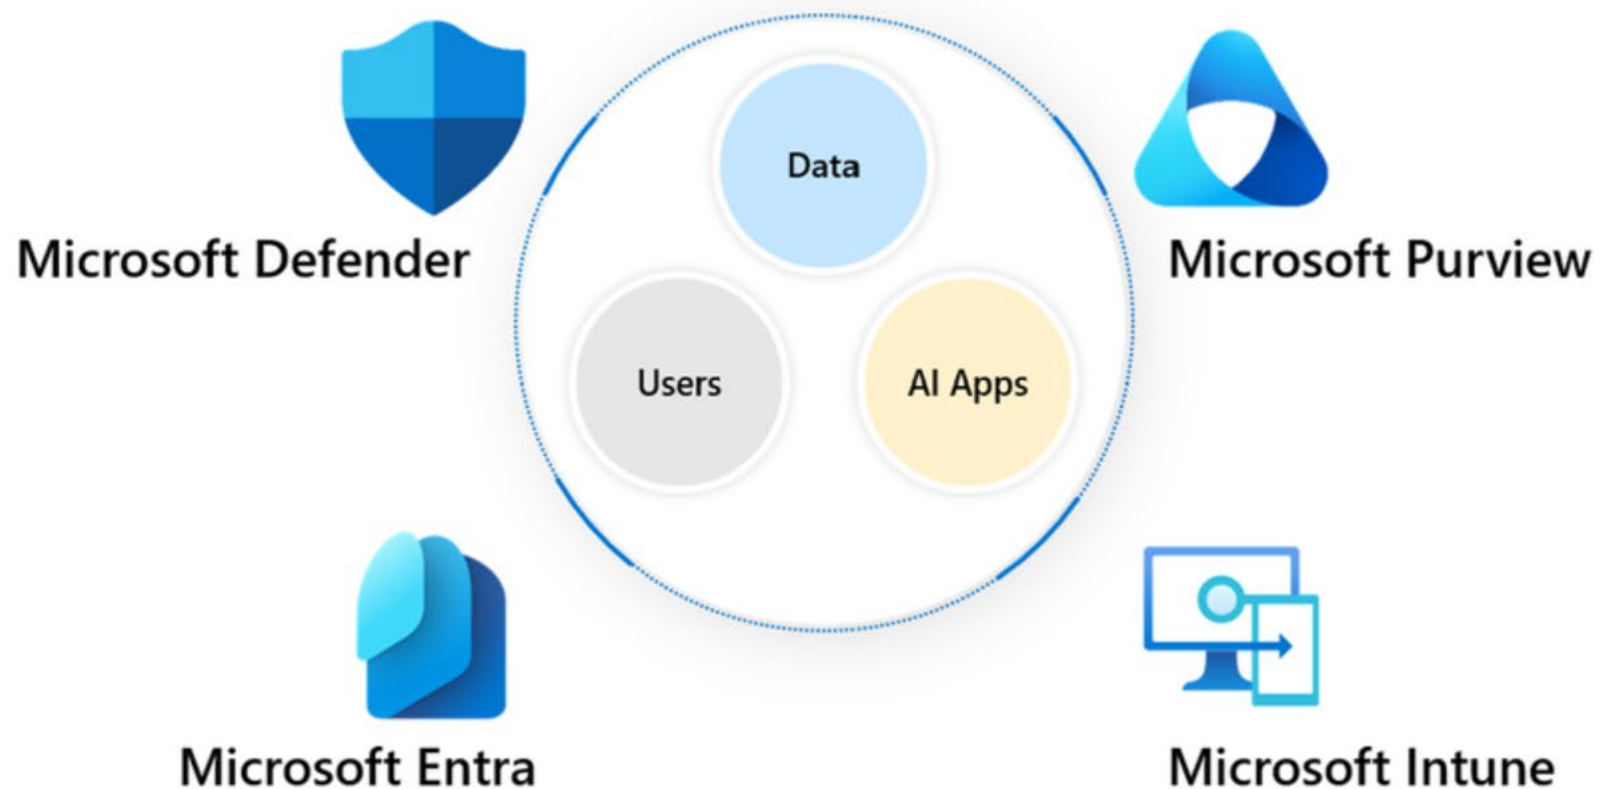 Data
Microsoft Defender
Microsoft Purview
Users
AI Apps
Microsoft Entra
Microsoft Intune